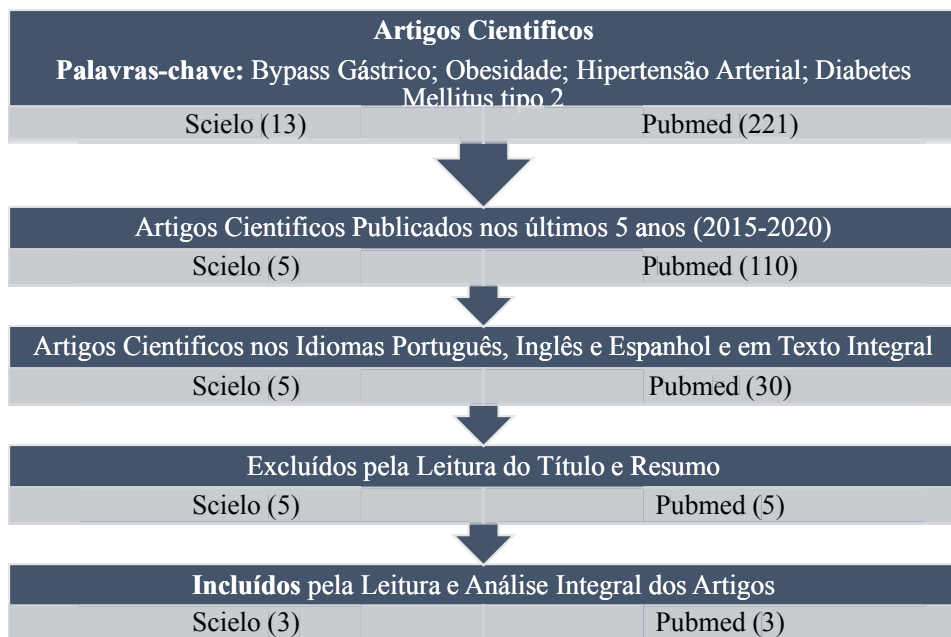 Artigos Cientificos
Palavras-chave: Bypass Gástrico; Obesidade; Hipertensão Arterial; Diabetes
Mellitus tipo 2
Scielo (13) Pubmed (221)
Artigos Cientificos Publicados nos últimos 5 anos (2015-2020)
Scielo (5) Pubmed (110)
Artigos Cientificos nos Idiomas Português, Inglês e Espanhol e em Texto Integral
Scielo (5) Pubmed (30)
Excluídos pela Leitura do Título e Resumo
Scielo (5) Pubmed (5)
Incluídos pela Leitura e Análise Integral dos Artigos
Scielo (3) Pubmed (3)